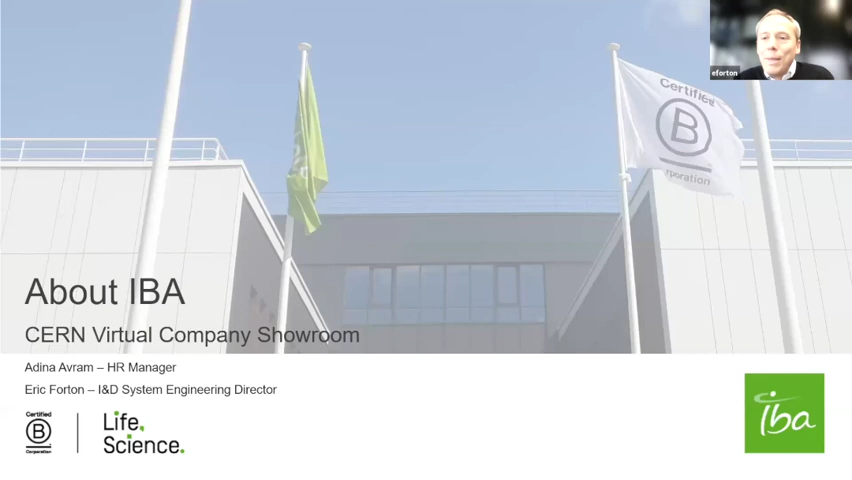 eforton
Certified
B
rporation
About IBA
CERN Virtual Company Showroom
Adina Avram – HR Manager
Eric Forton – I&D System Engineering Director
Certified
B
Corporation
Life,
Science.
iba